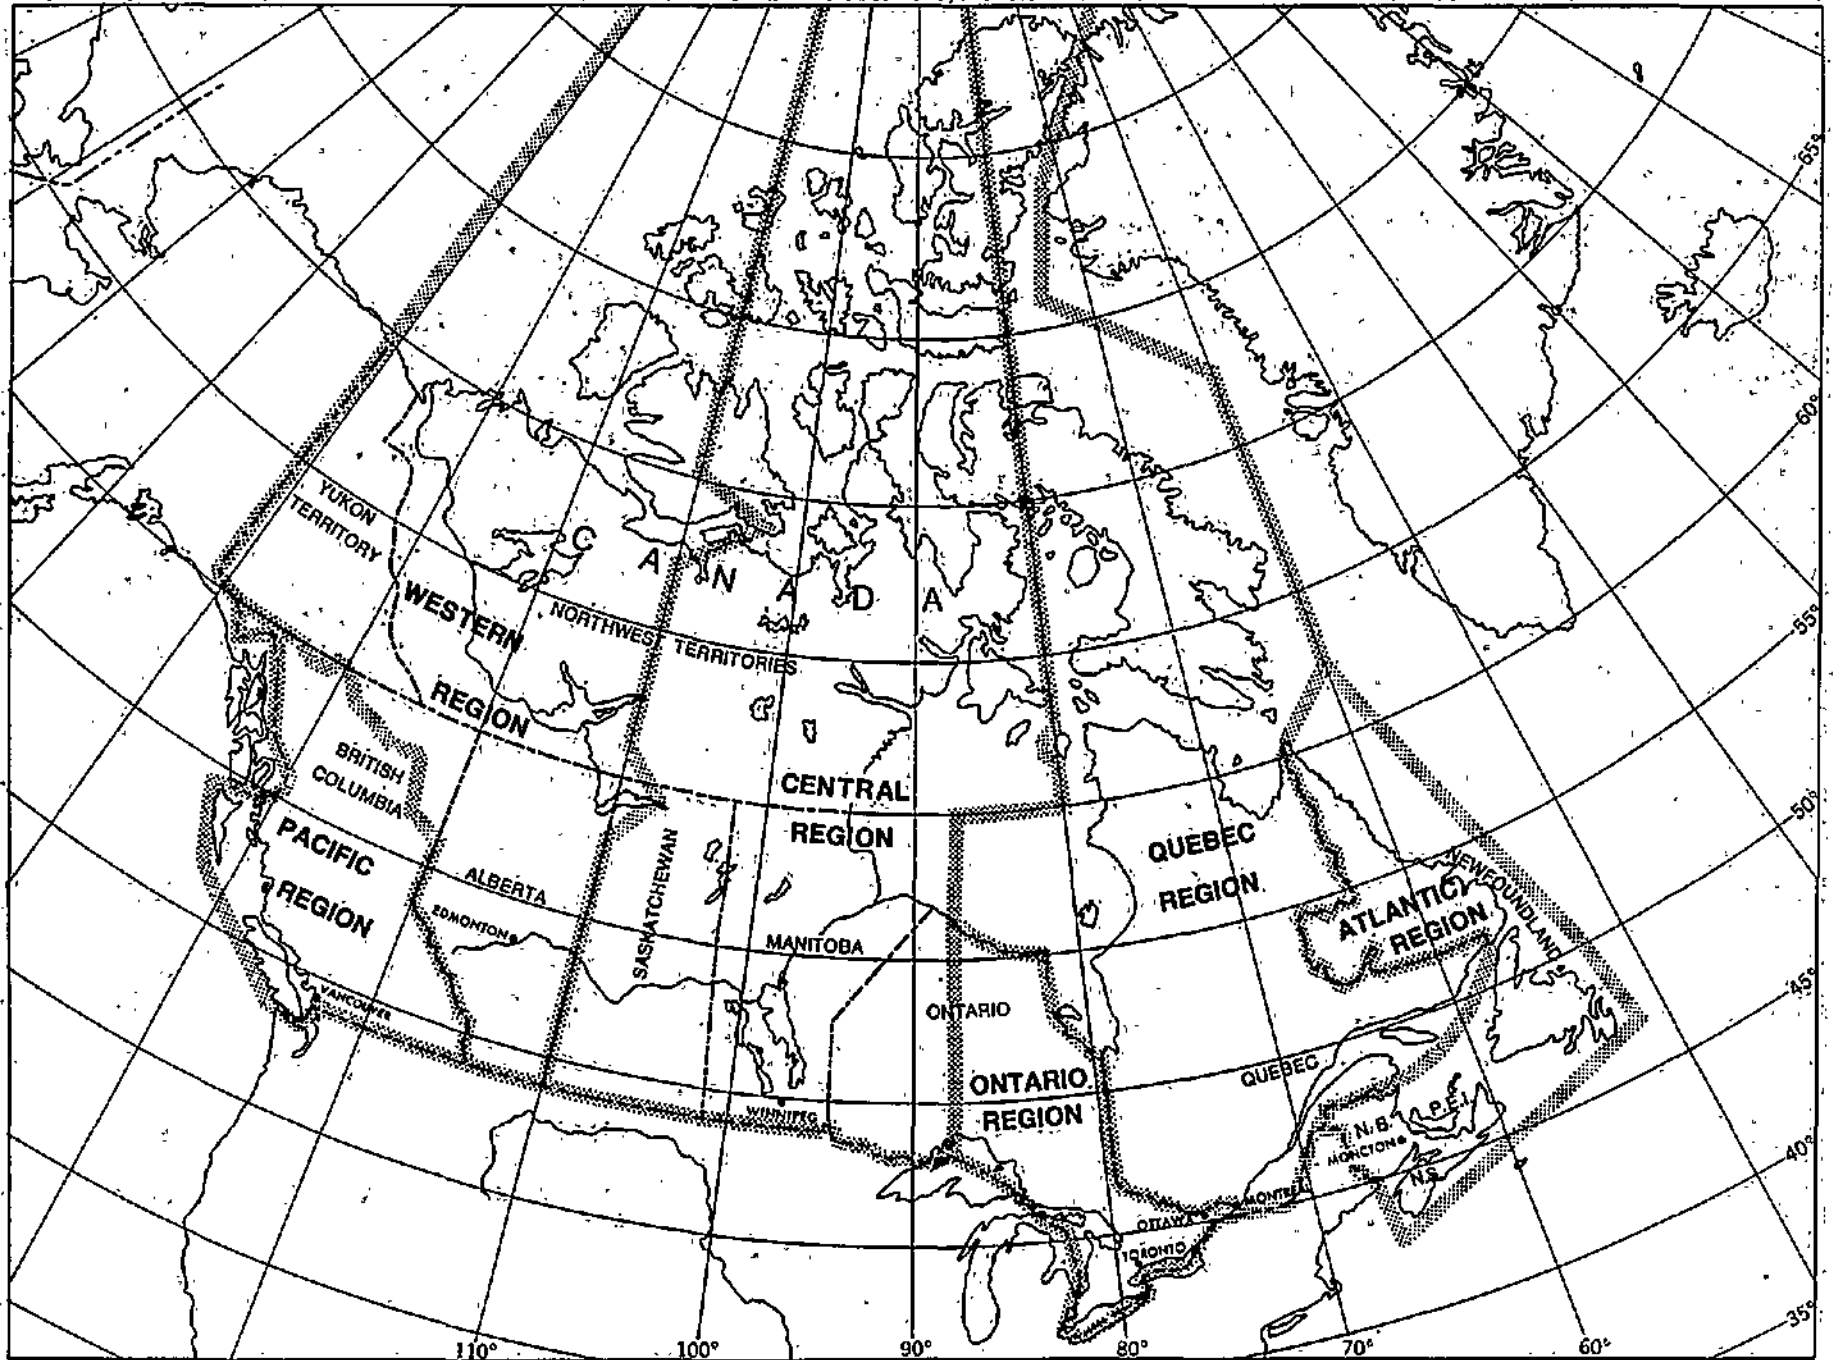 65°
60°
55°
50°
45°
40°
35°
YUKON
TERRITORY
C A N A D A
WESTERN
REGION
NORTHWEST TERRITORIES
BRITISH
COLUMBIA
PACIFIC
REGION
CENTRAL
REGION
QUEBEC
REGION
ALBERTA
EDMONTON
SASKATCHEWAN
MANITOBA
NEWFOUNDLAND
ATLANTIC
REGION
VANCOUVER
ONTARIO
ONTARIO
REGION
QUEBEC
WINNIPEG
P.E.I.
N.B.
MONCTON
N.S.
MONTREAL
OTTAWA
TORONTO
110° 100° 90° 80° 70° 60°